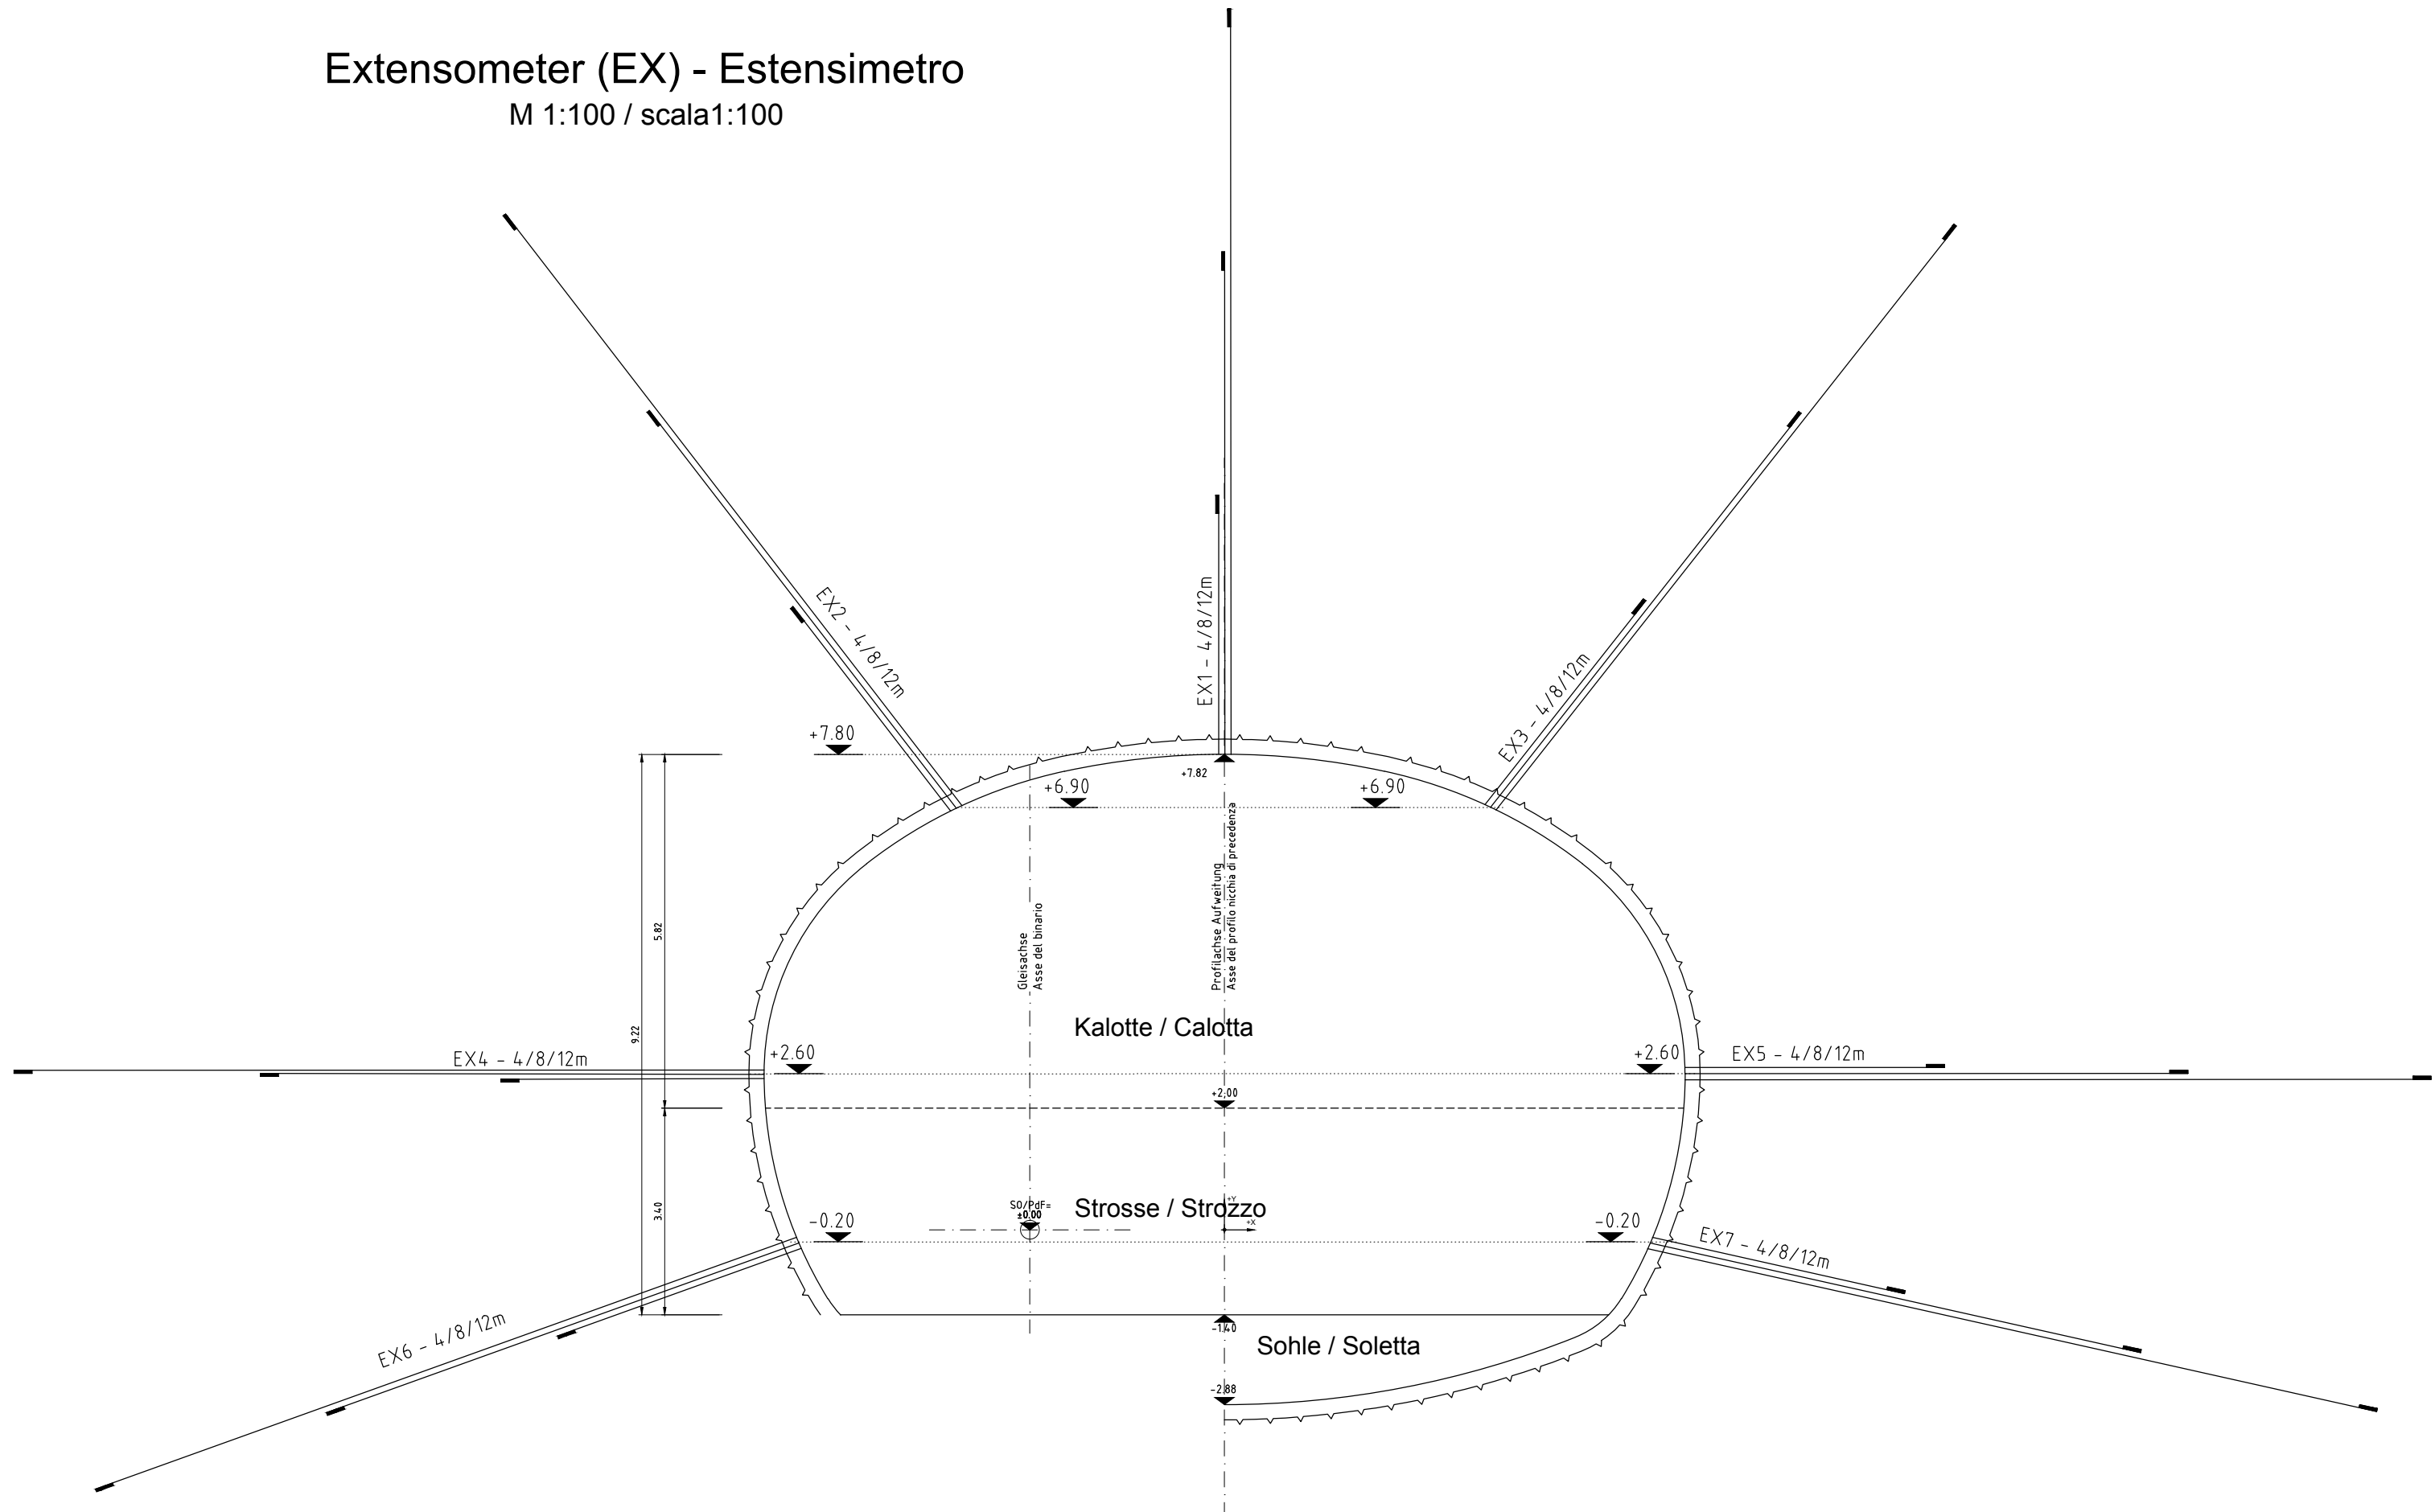 Extensometer (EX) - Estensimetro
M 1:100 / scala1:100
EX2 - 4/8/12m
EX1 - 4/8/12m
EX3 - 4/8/12m
+7.80
+7.82
+6.90
+6.90
5.82
9.22
3.40
Gleisachse
Asse del binario
Profilachse Aufweitung
Asse del profilo nicchia di precedenza
Kalotte / Calotta
EX4 - 4/8/12m
+2.60
+2.60
EX5 - 4/8/12m
+2.00
SO/PdF=
±0.00
Strosse / Strozzo
+Y
+X
-0.20
-0.20
EX6 - 4/8/12m
EX7 - 4/8/12m
-1.40
Sohle / Soletta
-2.88